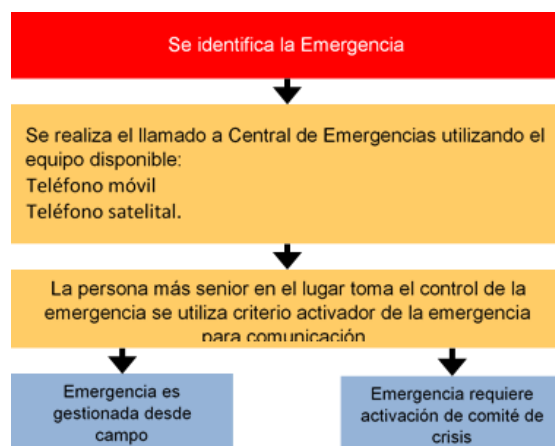 Se identifica la Emergencia
Se realiza el llamado a Central de Emergencias utilizando el
equipo disponible:
Teléfono móvil
Teléfono satelital.
La persona más senior en el lugar toma el control de la
emergencia se utiliza criterio activador de la emergencia
para comunicación
Emergencia es
gestionada desde
campo
Emergencia requiere
activación de comité de
crisis